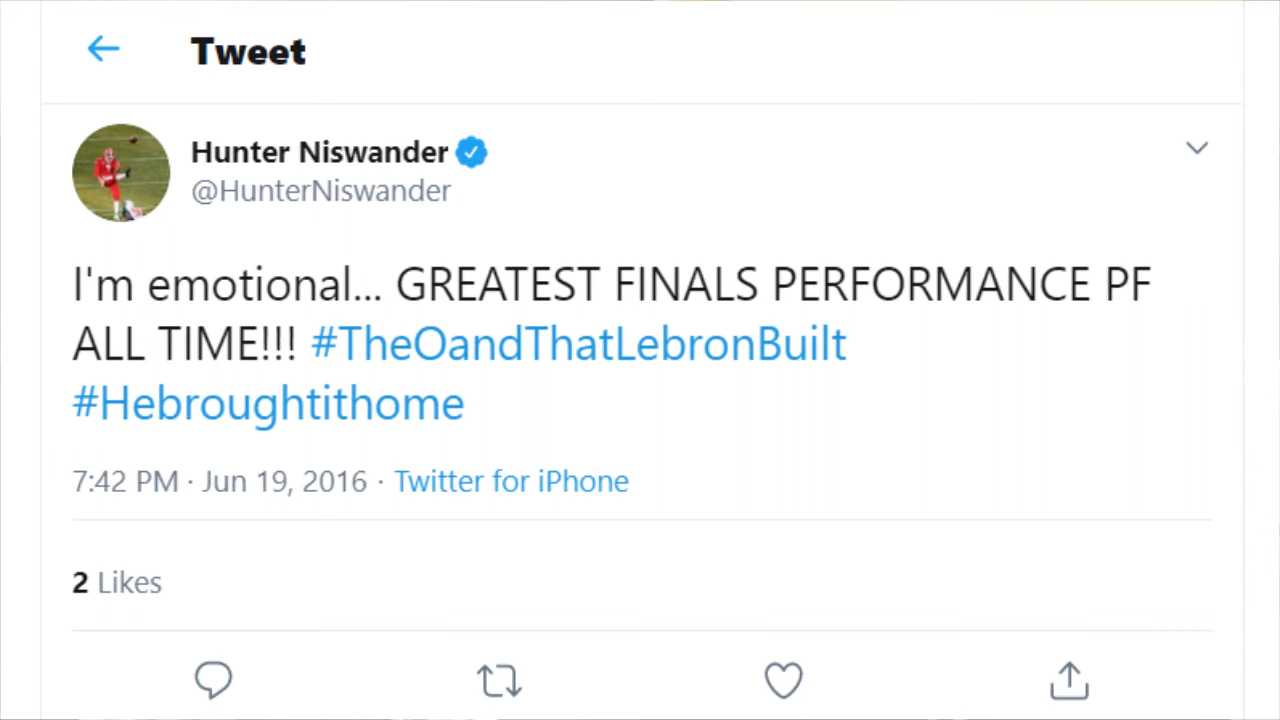 Tweet
Hunter Niswander
@HunterNiswander
I'm emotional... GREATEST FINALS PERFORMANCE PF
ALL TIME!!! #TheOandThatLebronBuilt
#Hebroughtithome
7:42 PM · Jun 19, 2016 · Twitter for iPhone
2 Likes